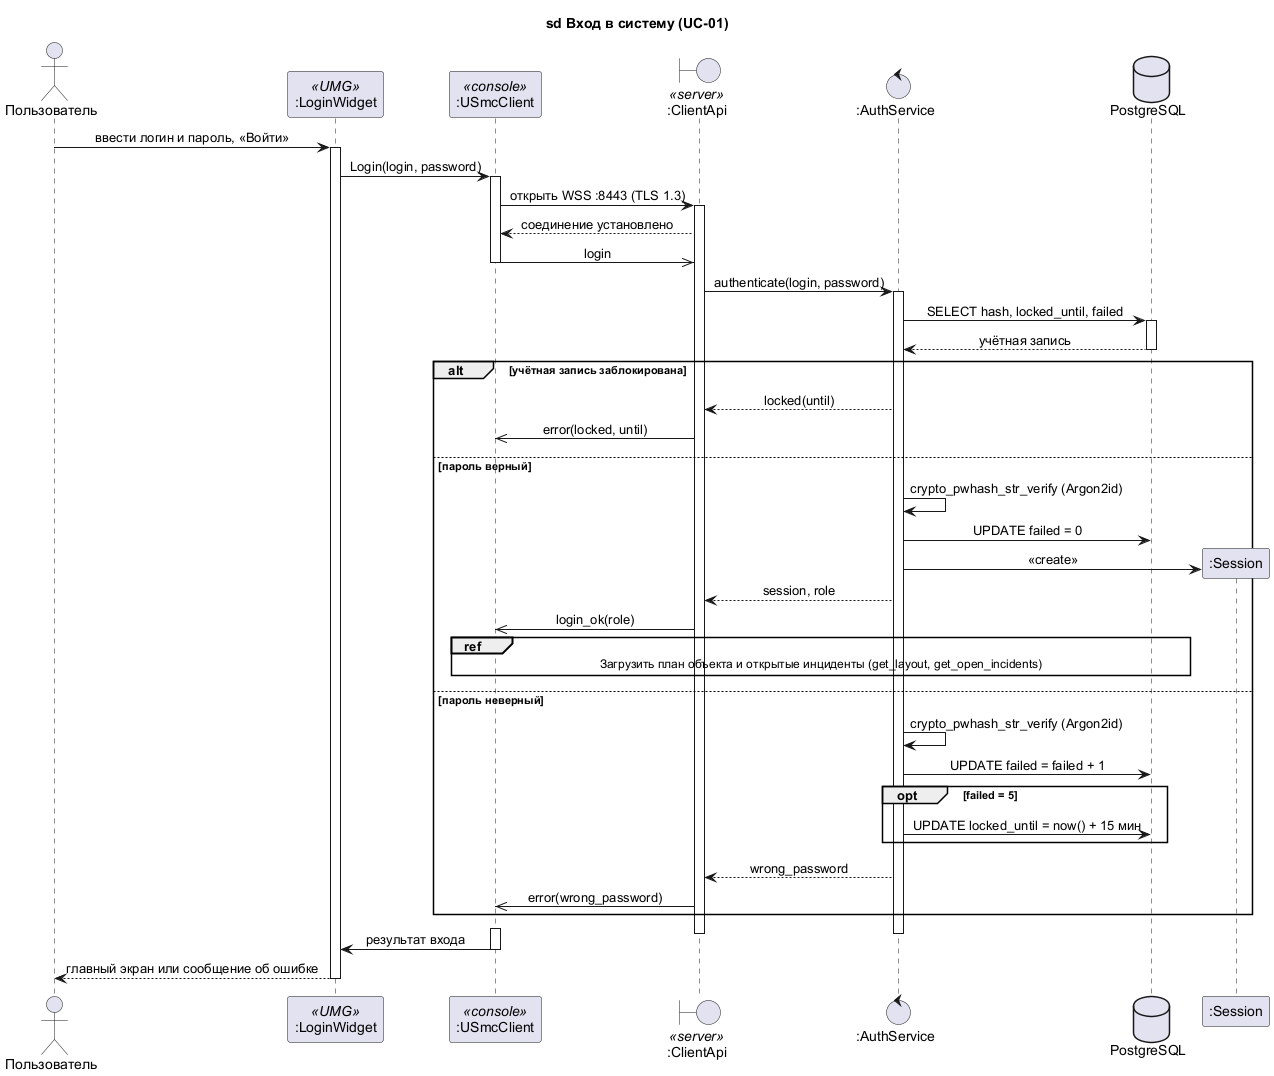 sd Вход в систему (UC-01)
Пользователь
«UMG»
:LoginWidget
«console»
:USmcClient
«server»
:ClientApi
:AuthService
PostgreSQL
ввести логин и пароль, «Войти»
Login(login, password)
открыть WSS :8443 (TLS 1.3)
соединение установлено
login
authenticate(login, password)
SELECT hash, locked_until, failed
учётная запись
alt
[учётная запись заблокирована]
locked(until)
error(locked, until)
[пароль верный]
crypto_pwhash_str_verify (Argon2id)
UPDATE failed = 0
«create»
:Session
session, role
login_ok(role)
ref
Загрузить план объекта и открытые инциденты (get_layout, get_open_incidents)
[пароль неверный]
crypto_pwhash_str_verify (Argon2id)
UPDATE failed = failed + 1
opt
[failed = 5]
UPDATE locked_until = now() + 15 мин
wrong_password
error(wrong_password)
результат входа
главный экран или сообщение об ошибке
Пользователь
«UMG»
:LoginWidget
«console»
:USmcClient
«server»
:ClientApi
:AuthService
PostgreSQL
:Session